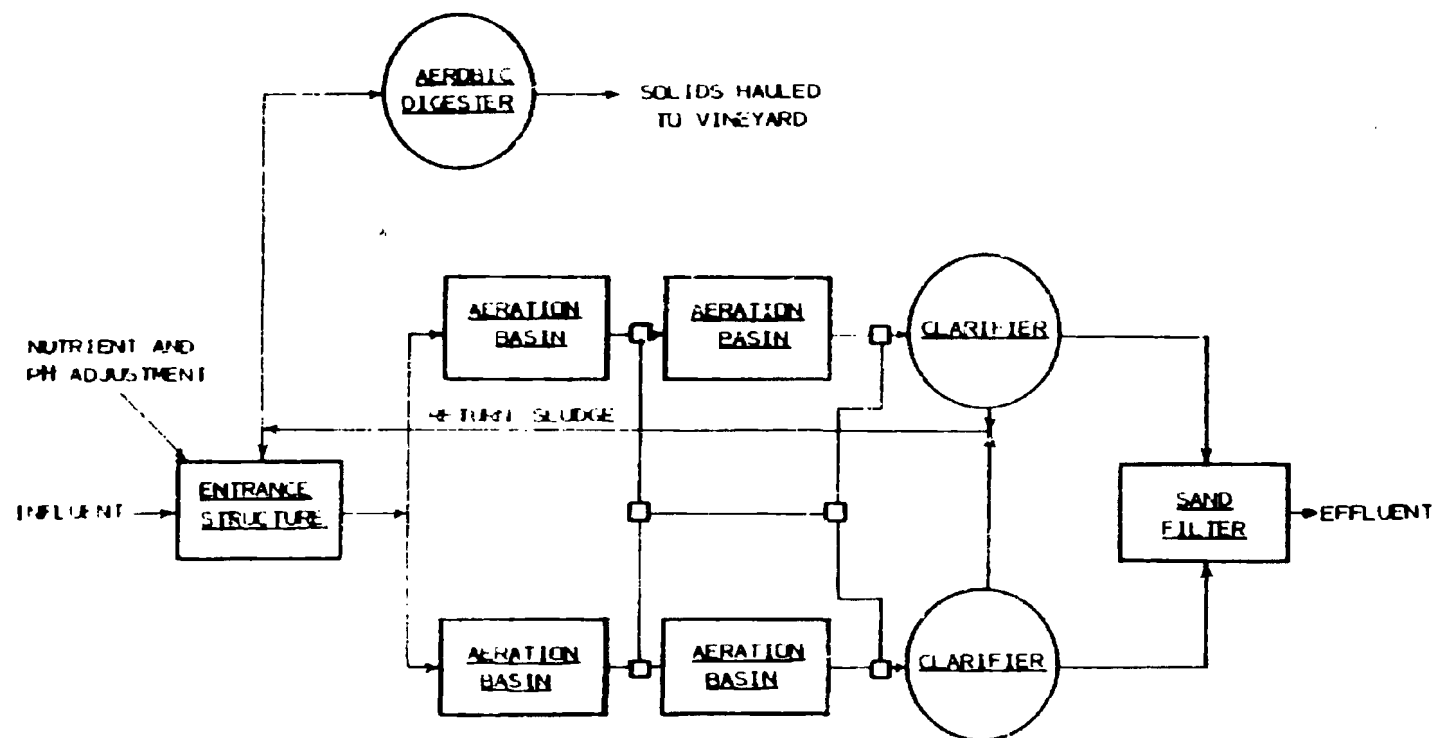 AEROBIC
DIGESTER
SOLIDS HAULED
TO VINEYARD
AERATION
BASIN
AERATION
BASIN
CLARIFIER
NUTRIENT AND
PH ADJUSTMENT
RETURN SLUDGE
INFLUENT
ENTRANCE
STRUCTURE
SAND
FILTER
EFFLUENT
AERATION
BASIN
AERATION
BASIN
CLARIFIER